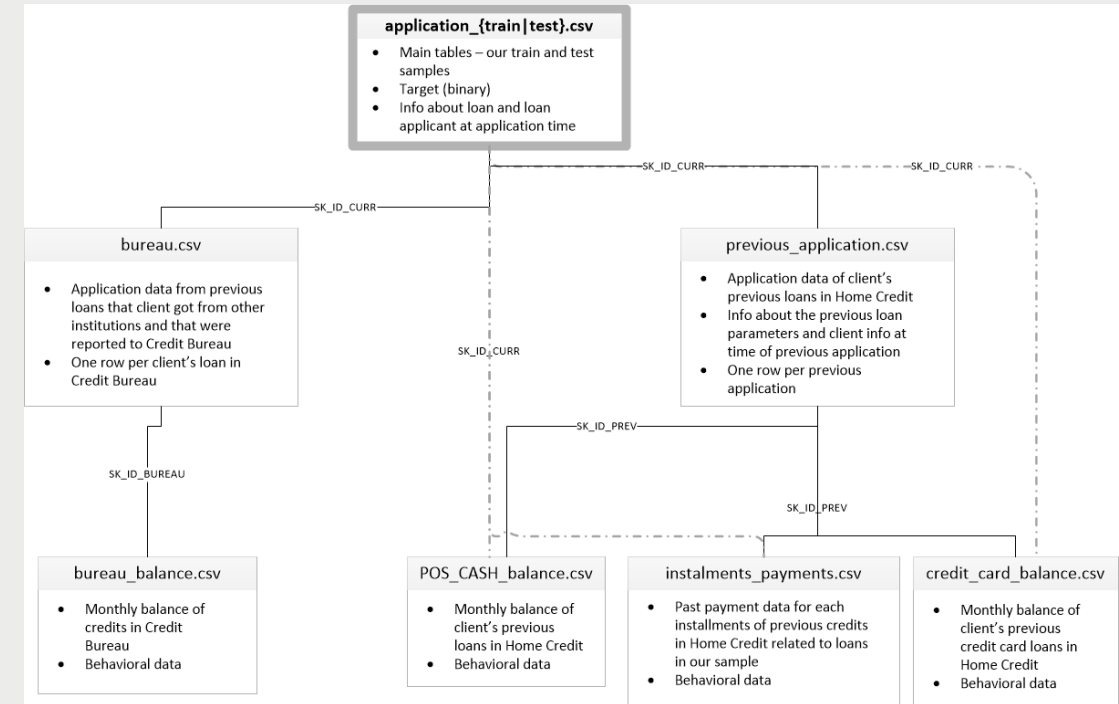 application_{train|test}.csv
• Main tables – our train and test
samples
• Target (binary)
• Info about loan and loan
applicant at application time
SK_ID_CURR
SK_ID_CURR
SK_ID_CURR
bureau.csv
• Application data from previous
loans that client got from other
institutions and that were
reported to Credit Bureau
• One row per client's loan in
Credit Bureau
previous_application.csv
• Application data of client's
previous loans in Home Credit
• Info about the previous loan
parameters and client info at
time of previous application
• One row per previous
application
SK_ID_CURR
SK_ID_PREV
SK_ID_BUREAU
SK_ID_PREV
bureau_balance.csv
• Monthly balance of
credits in Credit
Bureau
• Behavioral data
POS_CASH_balance.csv
• Monthly balance of
client's previous
loans in Home Credit
• Behavioral data
instalments_payments.csv
• Past payment data for each
installments of previous credits
in Home Credit related to loans
in our sample
• Behavioral data
credit_card_balance.csv
• Monthly balance of
client's previous
credit card loans in
Home Credit
• Behavioral data